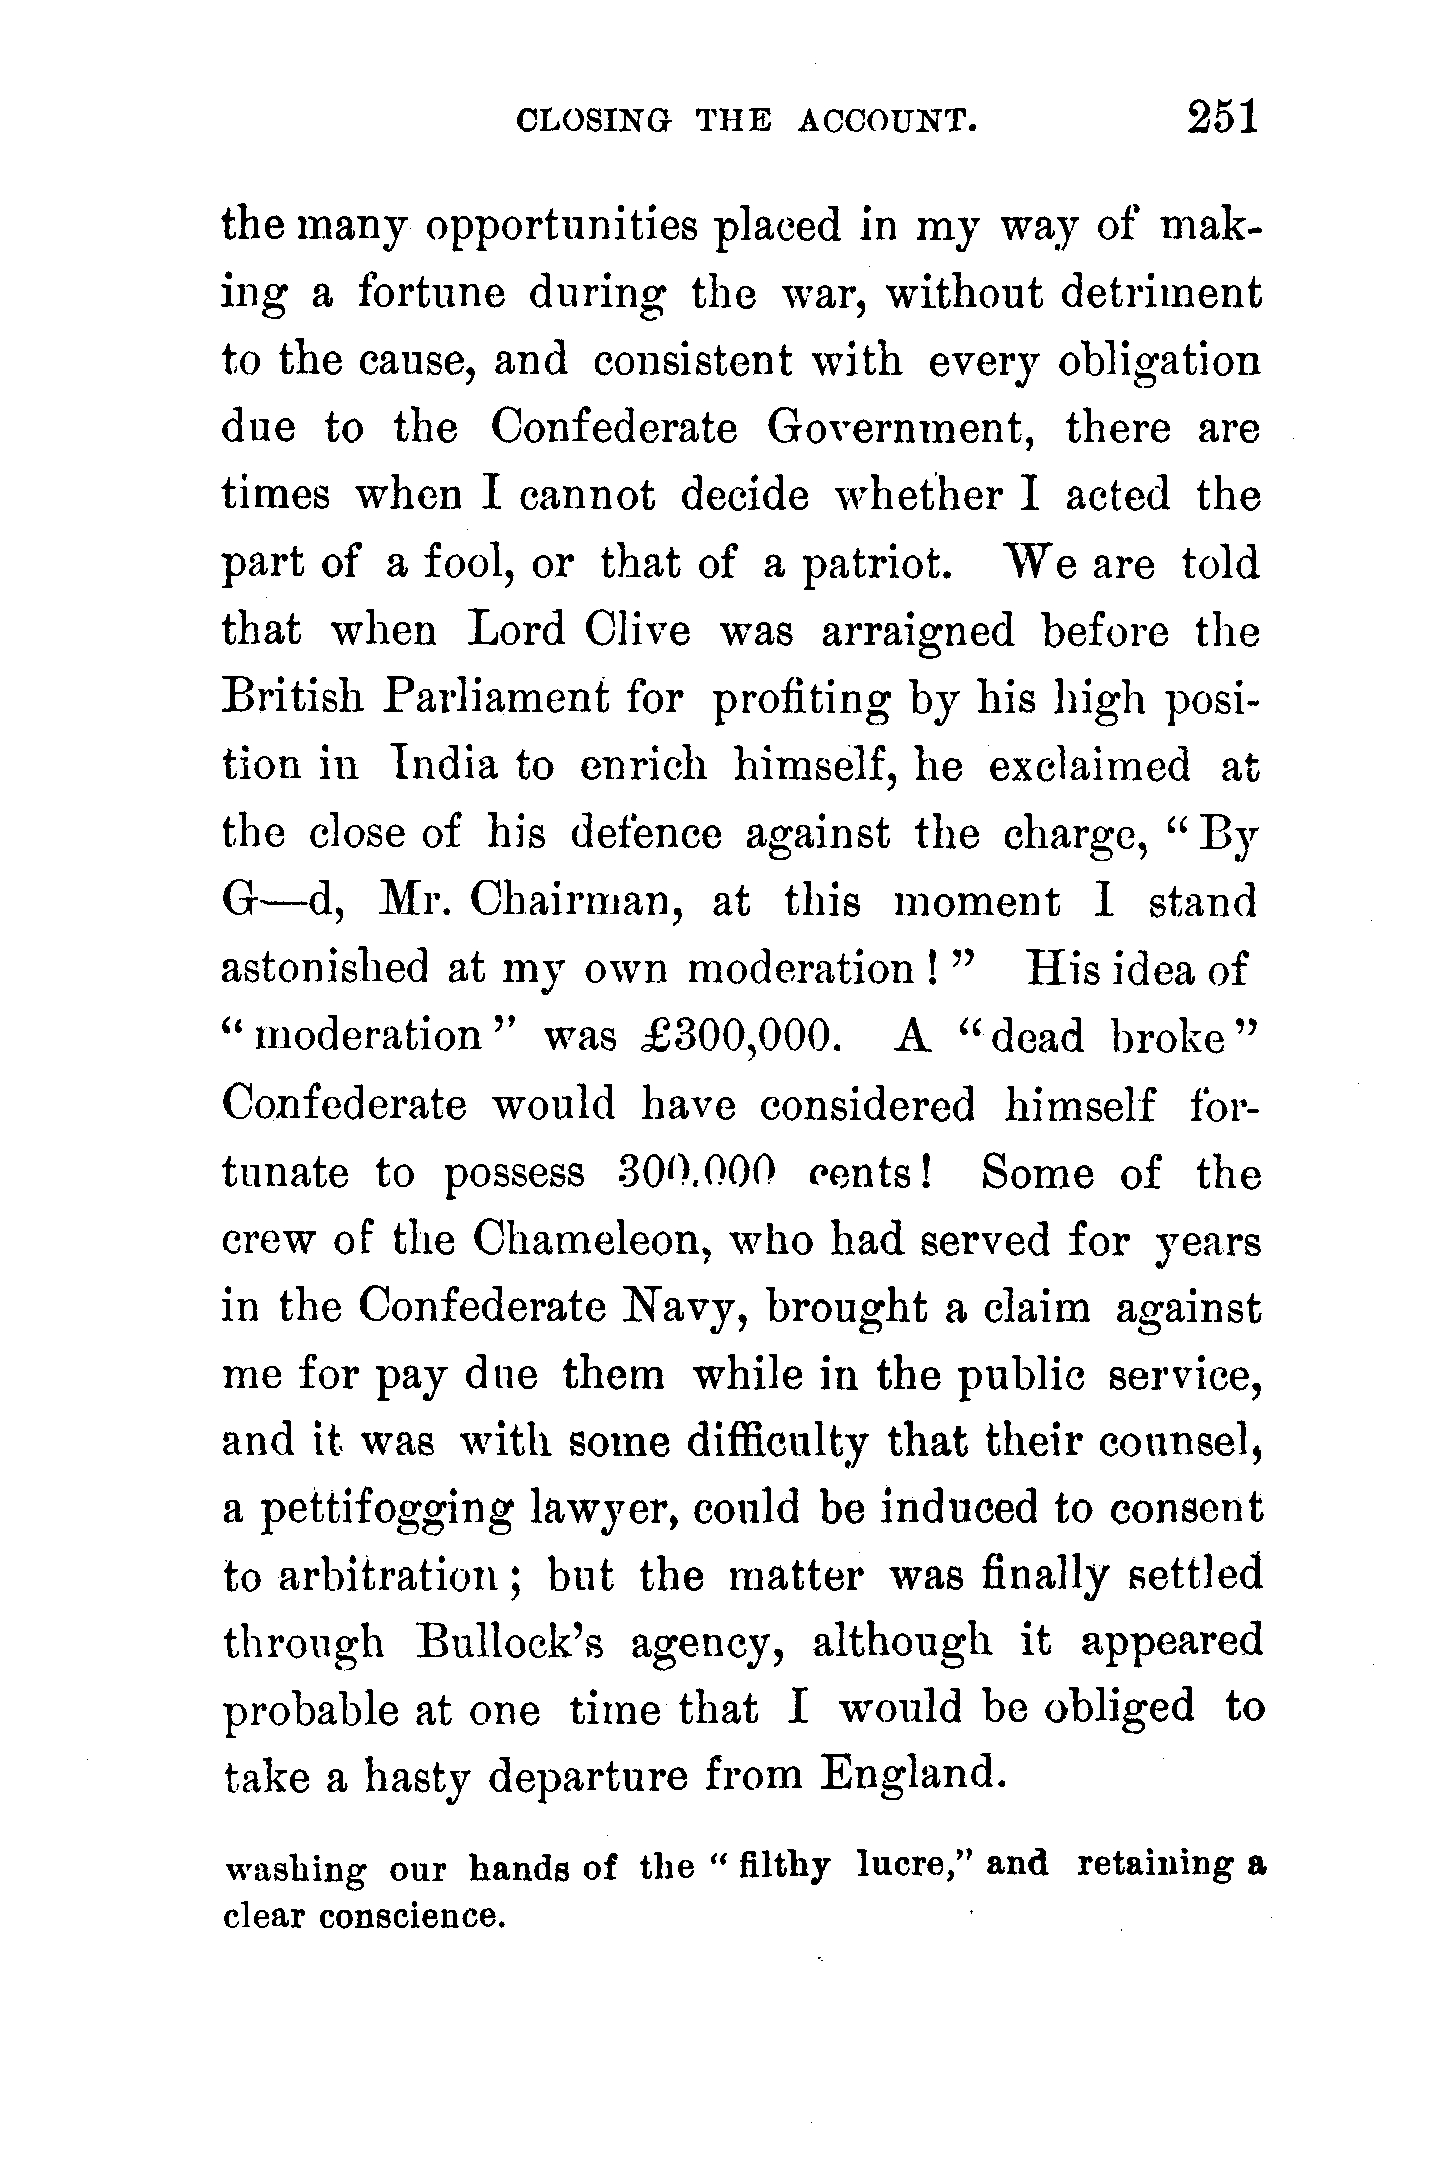 CLOSING THE ACCOUNT. 251
the many opportunities placed in my way of mak-
ing a fortune during the war, without detriment
to the cause, and consistent with every obligation
due to the Confederate Government, there are
times when I cannot decide whether I acted the
part of a fool, or that of a patriot. We are told
that when Lord Clive was arraigned before the
British Parliament for profiting by his high posi-
tion in India to enrich himself, he exclaimed at
the close of his defence against the charge, “By
G—d, Mr. Chairman, at this moment I stand
astonished at my own moderation!” His idea of
“moderation” was £300,000. A “dead broke”
Confederate would have considered himself for-
tunate to possess 300.000 cents! Some of the
crew of the Chameleon, who had served for years
in the Confederate Navy, brought a claim against
me for pay due them while in the public service,
and it was with some difficulty that their counsel,
a pettifogging lawyer, could be induced to consent
to arbitration; but the matter was finally settled
through Bullock’s agency, although it appeared
probable at one time that I would be obliged to
take a hasty departure from England.
washing our hands of the “filthy lucre,” and retaining a
clear conscience.